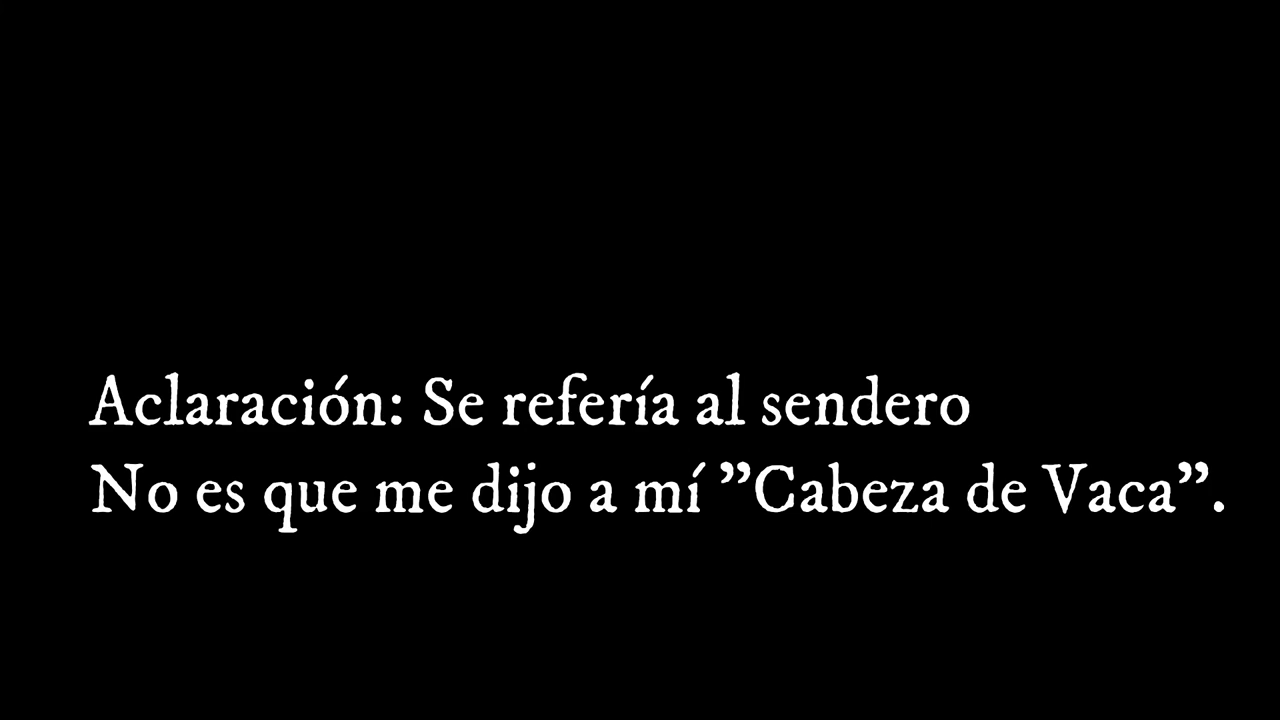 Aclaración: Se refería al sendero
No es que me dijo a mí ”Cabeza de Vaca”.